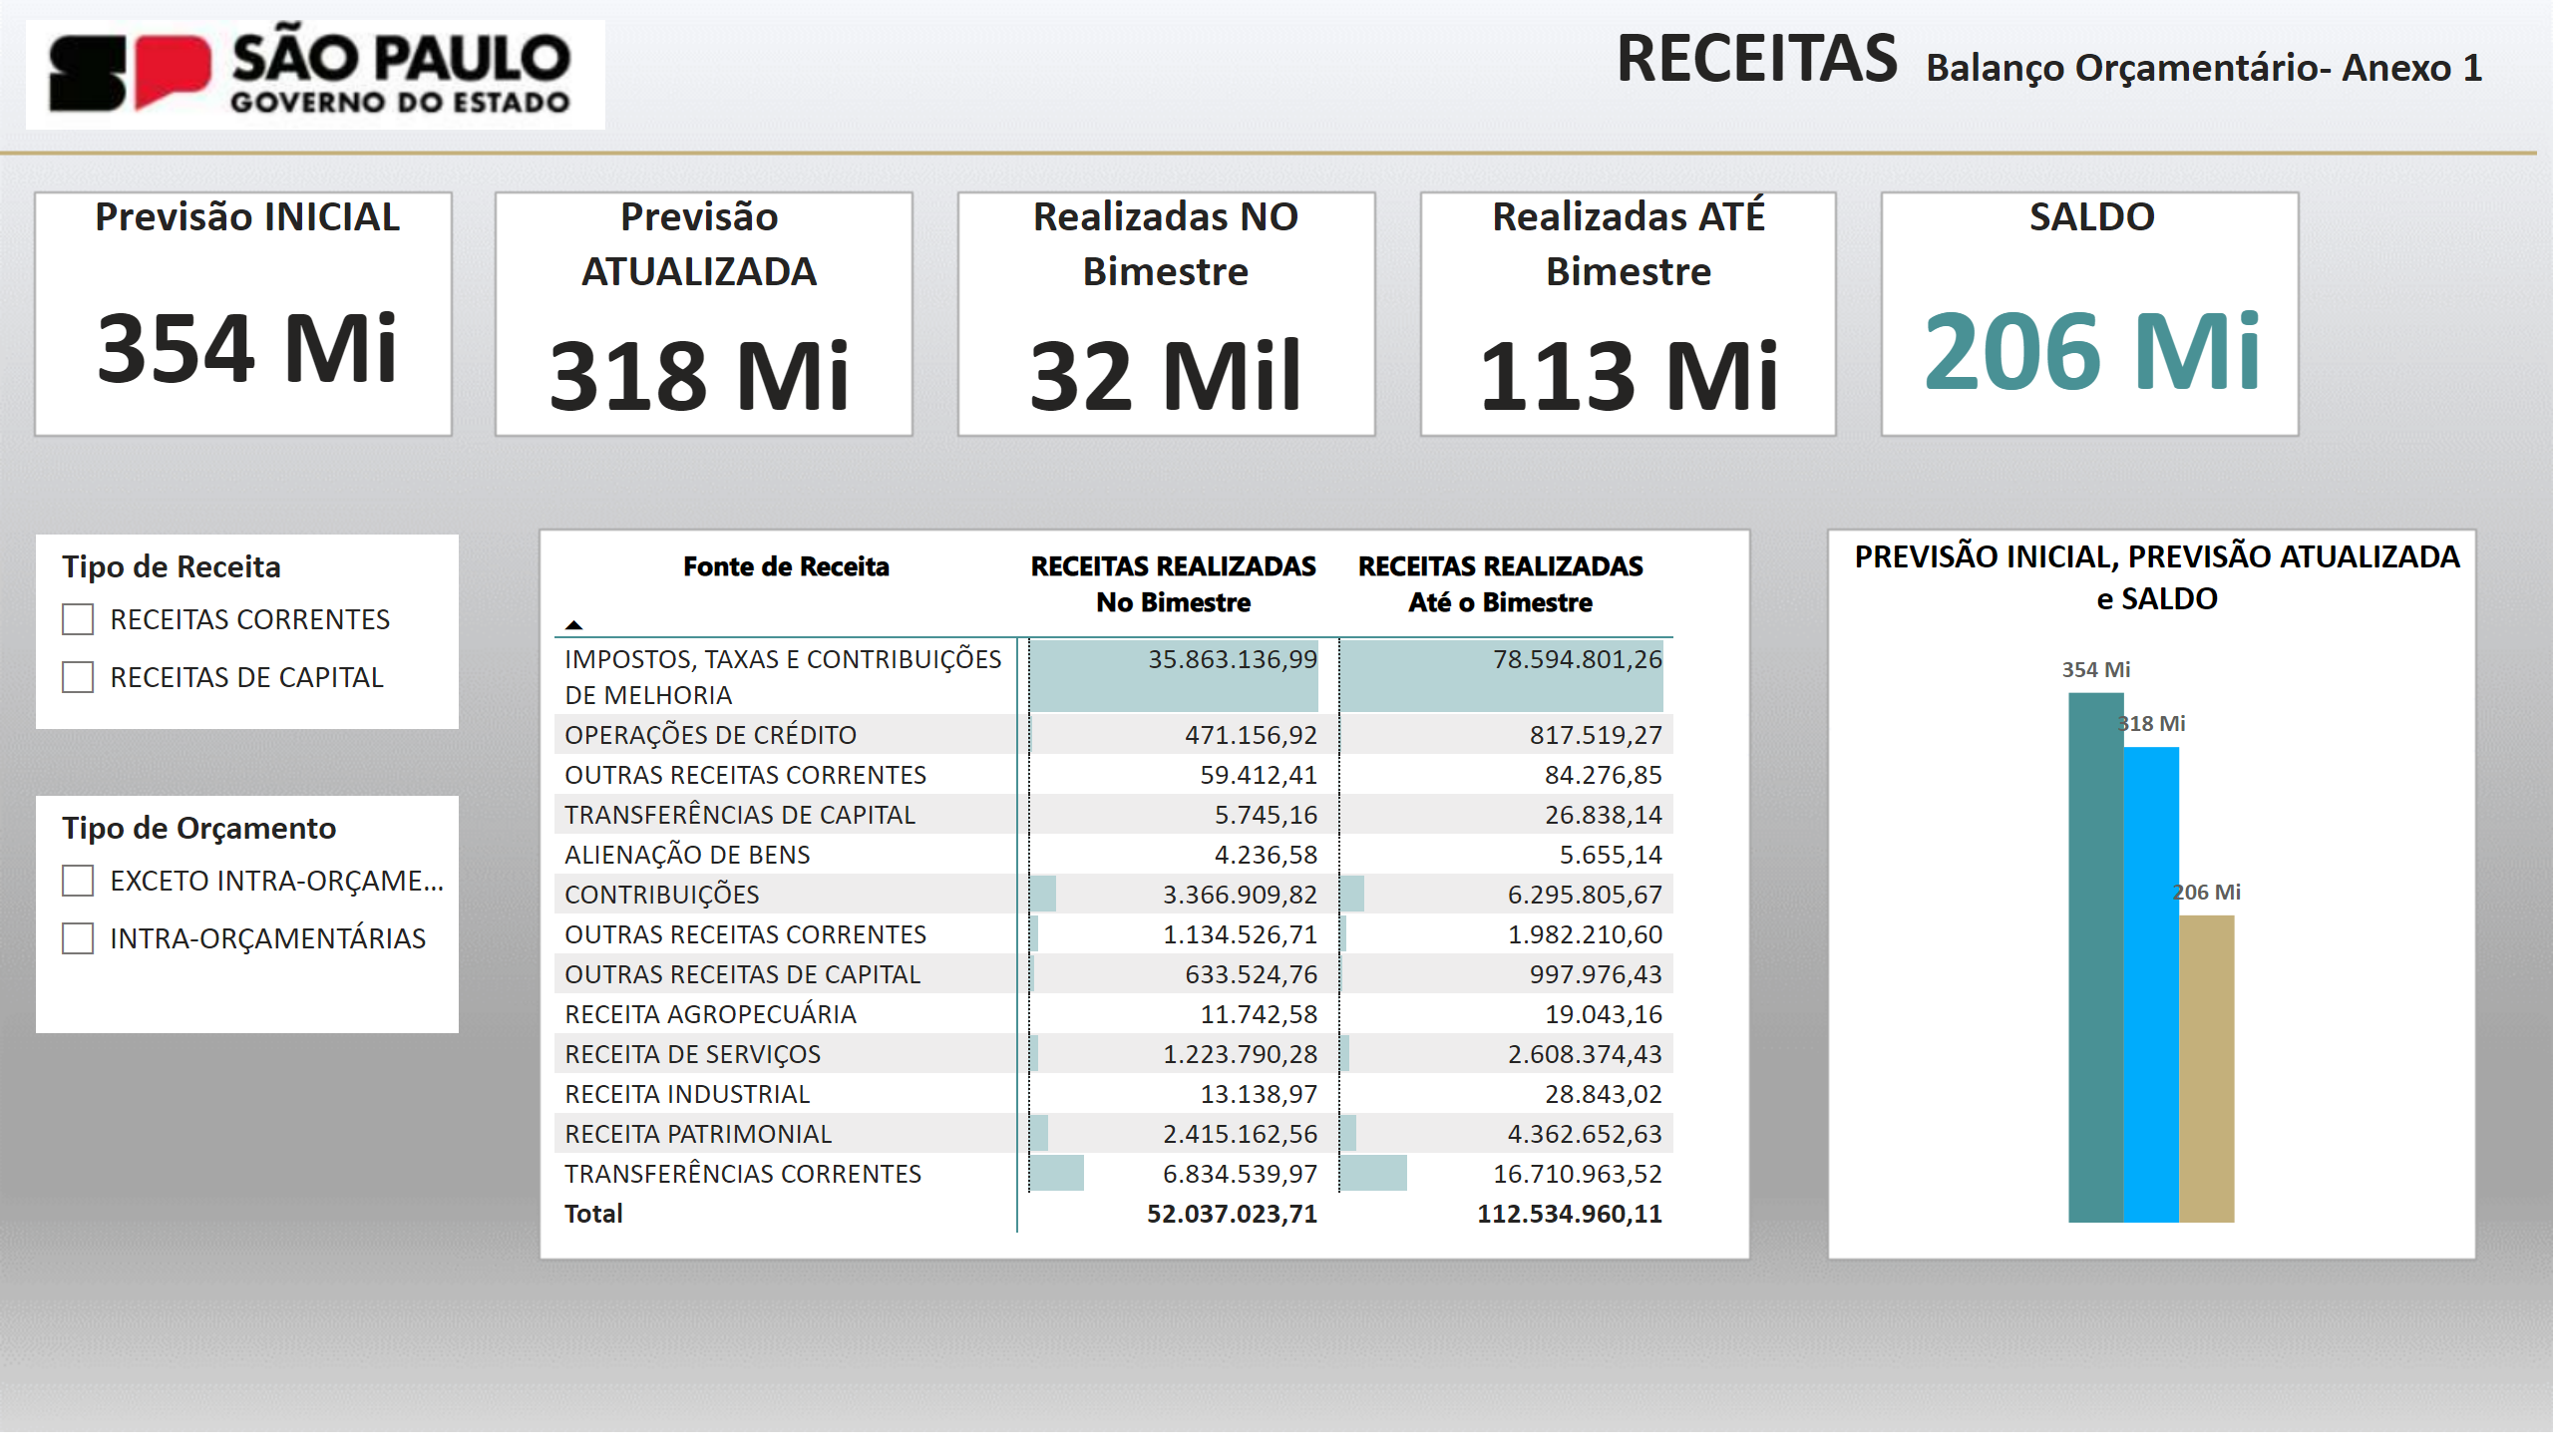 SÃO PAULO
GOVERNO DO ESTADO
RECEITAS Balanço Orçamentário- Anexo 1
Previsão INICIAL
354 Mi
Previsão
ATUALIZADA
318 Mi
Realizadas NO
Bimestre
32 Mil
Realizadas ATÉ
Bimestre
113 Mi
SALDO
206 Mi
Tipo de Receita
RECEITAS CORRENTES
RECEITAS DE CAPITAL
Tipo de Orçamento
EXCETO INTRA-ORÇAME...
INTRA-ORÇAMENTÁRIAS
Fonte de Receita RECEITAS REALIZADAS RECEITAS REALIZADAS
No Bimestre Até o Bimestre
IMPOSTOS, TAXAS E CONTRIBUIÇÕES 35.863.136,99 78.594.801,26
DE MELHORIA
OPERAÇÕES DE CRÉDITO 471.156,92 817.519,27
OUTRAS RECEITAS CORRENTES 59.412,41 84.276,85
TRANSFERÊNCIAS DE CAPITAL 5.745,16 26.838,14
ALIENAÇÃO DE BENS 4.236,58 5.655,14
CONTRIBUIÇÕES 3.366.909,82 6.295.805,67
OUTRAS RECEITAS CORRENTES 1.134.526,71 1.982.210,60
OUTRAS RECEITAS DE CAPITAL 633.524,76 997.976,43
RECEITA AGROPECUÁRIA 11.742,58 19.043,16
RECEITA DE SERVIÇOS 1.223.790,28 2.608.374,43
RECEITA INDUSTRIAL 13.138,97 28.843,02
RECEITA PATRIMONIAL 2.415.162,56 4.362.652,63
TRANSFERÊNCIAS CORRENTES 6.834.539,97 16.710.963,52
Total 52.037.023,71 112.534.960,11
PREVISÃO INICIAL, PREVISÃO ATUALIZADA
e SALDO
354 Mi
318 Mi
206 Mi